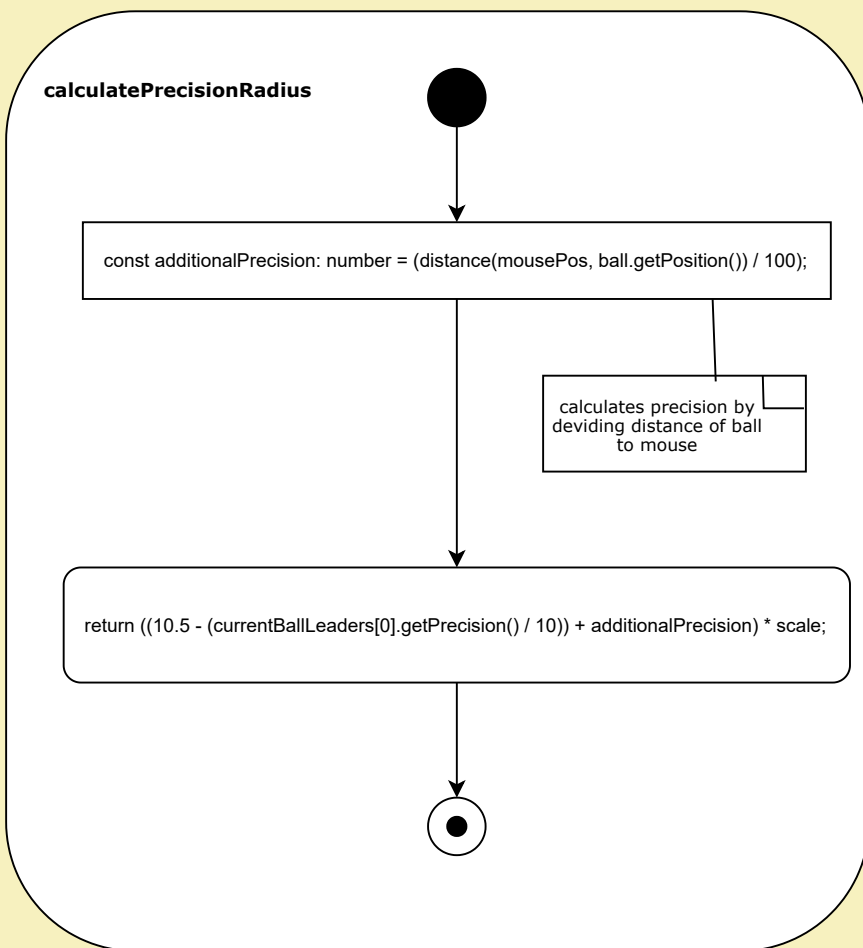 calculatePrecisionRadius
const additionalPrecision: number = (distance(mousePos, ball.getPosition()) / 100);
calculates precision by
deviding distance of ball
to mouse
return ((10.5 - (currentBallLeaders[0].getPrecision() / 10)) + additionalPrecision) * scale;